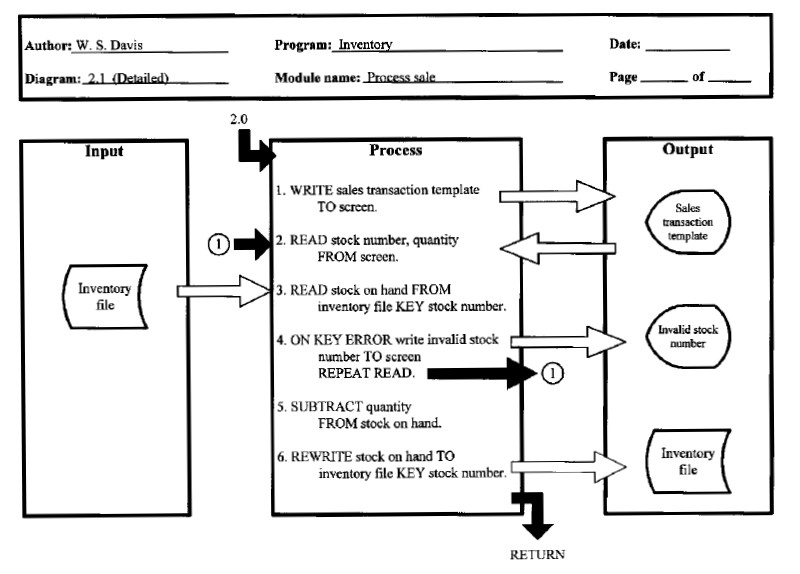 Author: W. S. Davis Program: Inventory Date:
Diagram: 2.1 (Detailed) Module name: Process sale Page of
2.0
Input
Process
Output
1. WRITE sales transaction template
TO screen.
Sales
transaction
template
1
2. READ stock number, quantity
FROM screen.
Inventory
file
3. READ stock on hand FROM
inventory file KEY stock number.
4. ON KEY ERROR write invalid stock
number TO screen
REPEAT READ.
1
Invalid stock
number
5. SUBTRACT quantity
FROM stock on hand.
6. REWRITE stock on hand TO
inventory file KEY stock number.
Inventory
file
RETURN